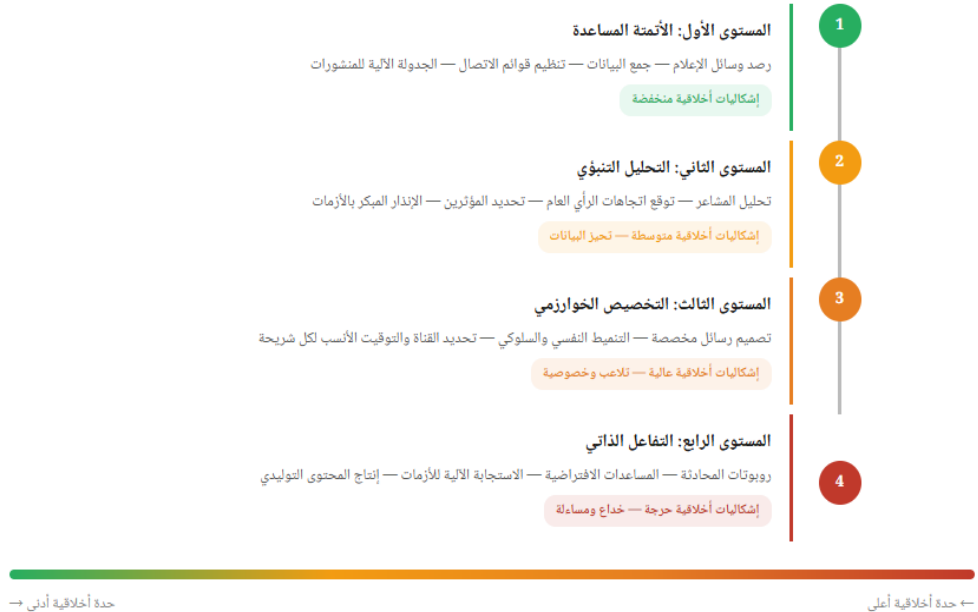 1
المستوى الأول: الأتمتة المساعدة
رصد وسائل الإعلام — جمع البيانات — تنظيم قوائم الاتصال — الجدولة الآلية للمنشورات
إشكاليات أخلاقية منخفضة
2
المستوى الثاني: التحليل التنبؤي
تحليل المشاعر — توقع اتجاهات الرأي العام — تحديد المؤثرين — الإنذار المبكر بالأزمات
إشكاليات أخلاقية متوسطة — تحيز البيانات
3
المستوى الثالث: التخصيص الخوارزمي
تصميم رسائل مخصصة — التنميط النفسي والسلوكي — تحديد القناة والتوقيت الأنسب لكل شريحة
إشكاليات أخلاقية عالية — تلاعب وخصوصية
4
المستوى الرابع: التفاعل الذاتي
روبوتات المحادثة — المساعدات الافتراضية — الاستجابة الآلية للأزمات — إنتاج المحتوى التوليدي
إشكاليات أخلاقية حرجة — خداع ومساءلة
← حدة أخلاقية أعلى
حدة أخلاقية أدنى →